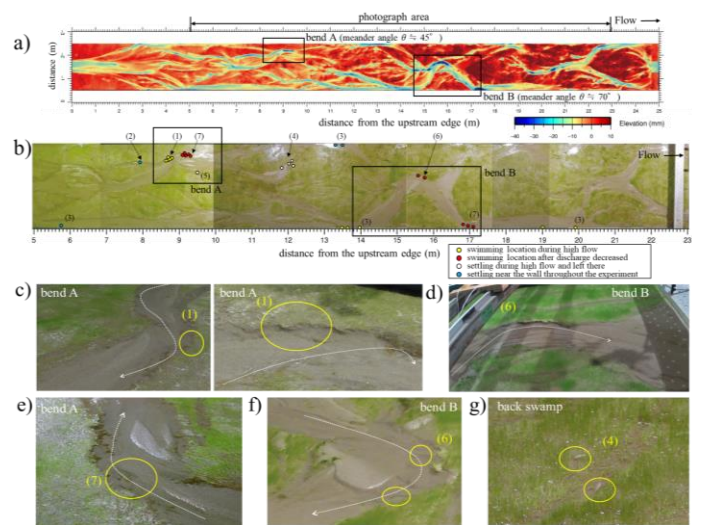 photograph area
Flow
a)
bend A (meander angle θ ≒ 45°)
bend B (meander angle θ ≒ 70°)
distance (m)
0 1 2 3 4 5 6 7 8 9 10 11 12 13 14 15 16 17 18 19 20 21 22 23 24 25
distance from the upstream edge (m)
-40 -30 -20 -10 0 10
Elevation (mm)
b)
(2) (1) (7) (4) (3) (6)
Flow
(5)
bend A
bend B
(3) (3) (7) (3)
5 6 7 8 9 10 11 12 13 14 15 16 17 18 19 20 21 22 23
distance from the upstream edge (m)
swimming location during high flow
swimming location after discharge decreased
settling during high flow and left there
settling near the wall throughout the experiment
c) bend A
(1)
bend A
(1)
d)
(6)
bend B
e) bend A
(7)
f) bend B
(6)
g) back swamp
(4)